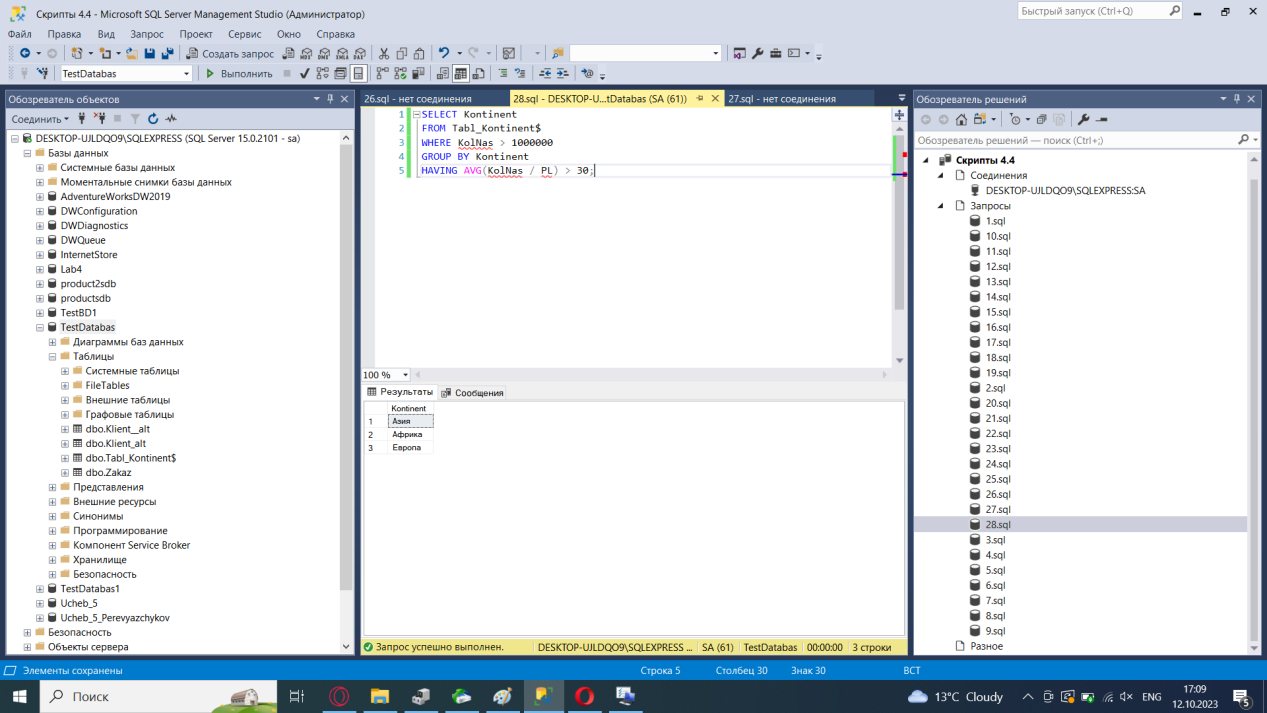 Скрипты 4.4 - Microsoft SQL Server Management Studio (Администратор)
Быстрый запуск (Ctrl+Q)
Файл Правка Вид Запрос Проект Сервис Окно Справка
Создать запрос
TestDatabas
Выполнить
Обозреватель объектов
Соединить
DESKTOP-UJLDQO9\SQLEXPRESS (SQL Server 15.0.2101 - sa)
Базы данных
Системные базы данных
Моментальные снимки базы данных
AdventureWorksDW2019
DWConfiguration
DWDiagnostics
DWQueue
InternetStore
Lab4
product2sdb
productsdb
TestBD1
TestDatabas
Диаграммы баз данных
Таблицы
Системные таблицы
FileTables
Внешние таблицы
Графовые таблицы
dbo.Klient__alt
dbo.Klient_alt
dbo.Tabl_Kontinent$
dbo.Zakaz
Представления
Внешние ресурсы
Синонимы
Программирование
Компонент Service Broker
Хранилище
Безопасность
TestDatabas1
Ucheb_5
Ucheb_5_Perevyazchykov
Безопасность
Объекты сервера
26.sql - нет соединения
28.sql - DESKTOP-U...tDatabas (SA (61))
27.sql - нет соединения
1 SELECT Kontinent
2 FROM Tabl_Kontinent$
3 WHERE KolNas > 1000000
4 GROUP BY Kontinent
5 HAVING AVG(KolNas / PL) > 30;
100 %
Результаты Сообщения
Kontinent
1 Азия
2 Африка
3 Европа
Запрос успешно выполнен.
DESKTOP-UJLDQO9\SQLEXPRESS ...
SA (61)
TestDatabas
00:00:00
3 строки
Обозреватель решений
Обозреватель решений — поиск (Ctrl+;)
Скрипты 4.4
Соединения
DESKTOP-UJLDQO9\SQLEXPRESS:SA
Запросы
1.sql
10.sql
11.sql
12.sql
13.sql
14.sql
15.sql
16.sql
17.sql
18.sql
19.sql
2.sql
20.sql
21.sql
22.sql
23.sql
24.sql
25.sql
26.sql
27.sql
28.sql
3.sql
4.sql
5.sql
6.sql
7.sql
8.sql
9.sql
Разное
Элементы сохранены
Строка 5
Столбец 30
Знак 30
ВСТ
Поиск
13°C Cloudy
ENG
17:09
12.10.2023
5